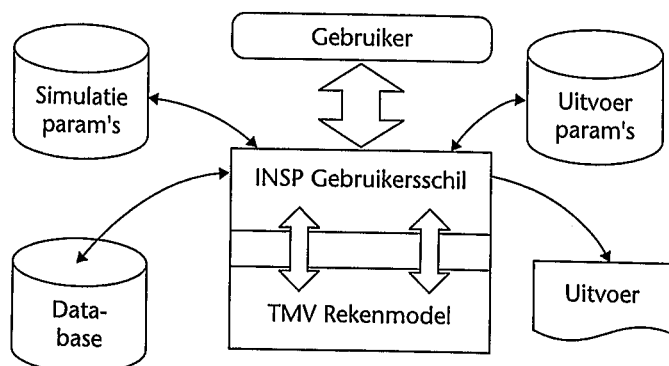 Gebruiker
Simulatie
param's
Uitvoer
param's
INSP Gebruikersschil
Data-
base
TMV Rekenmodel
Uitvoer